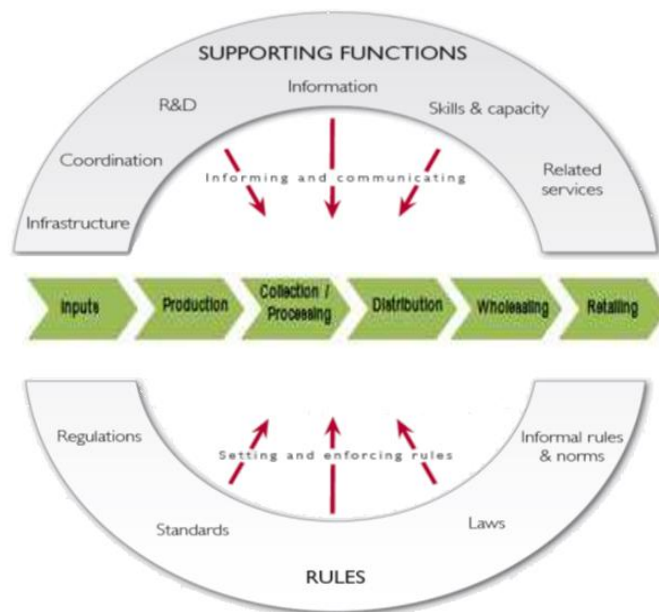 SUPPORTING FUNCTIONS
Information
R&D
Skills & capacity
Coordination
Related
services
Infrastructure
Informing and communicating
Inputs
Production
Collection /
Processing
Distribution
Wholessling
Retailing
Regulations
Informal rules
& norms
Setting and enforcing rules
Standards
Laws
RULES